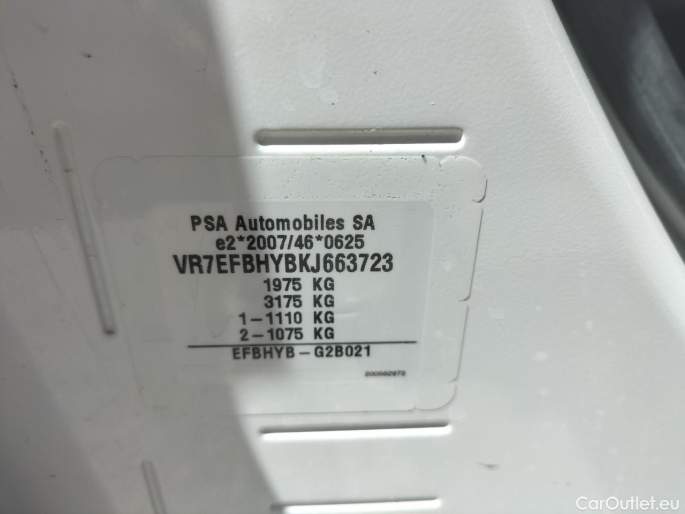 PSA Automobiles SA
e2*2007/46*0625
VR7EFBHYBKJ663723
1975 KG
3175 KG
1-1110 KG
2-1075 KG
EFBHYB-G2B021
CarOutlet.eu